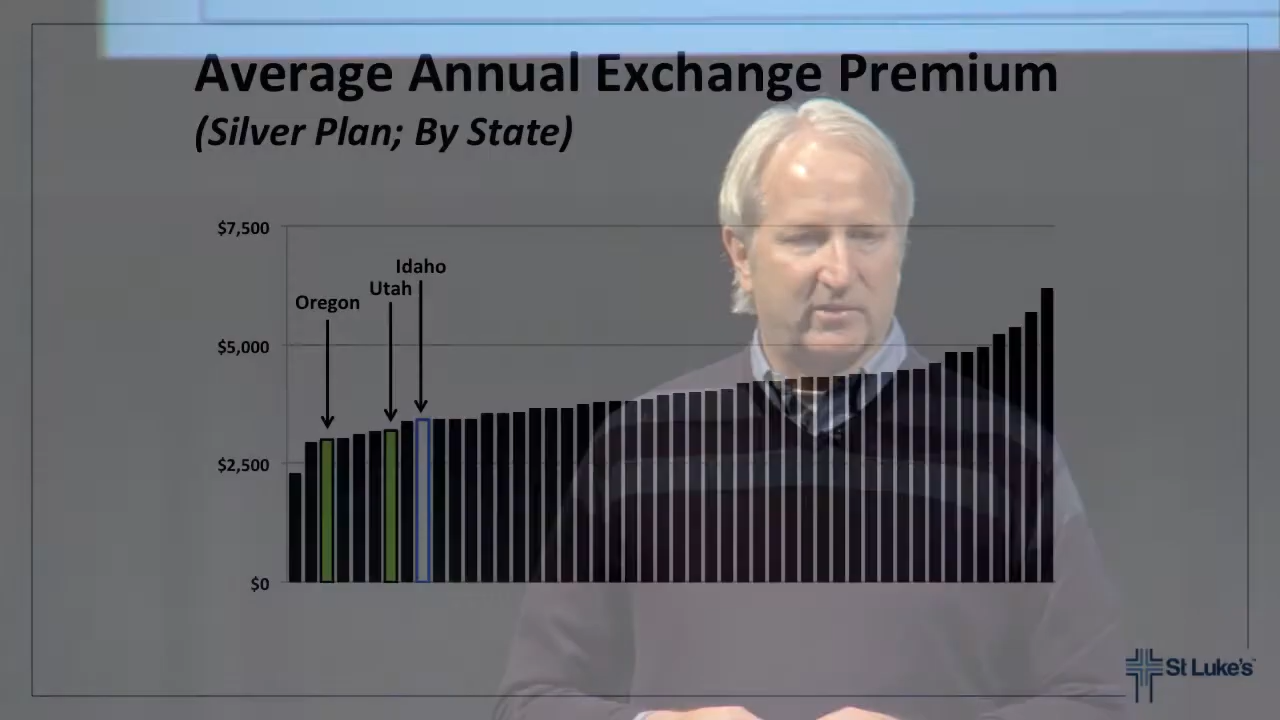 Average Annual Exchange Premium
(Silver Plan; By State)
$7,500
Idaho
Utah
Oregon
$5,000
$2,500
$0
St Luke's